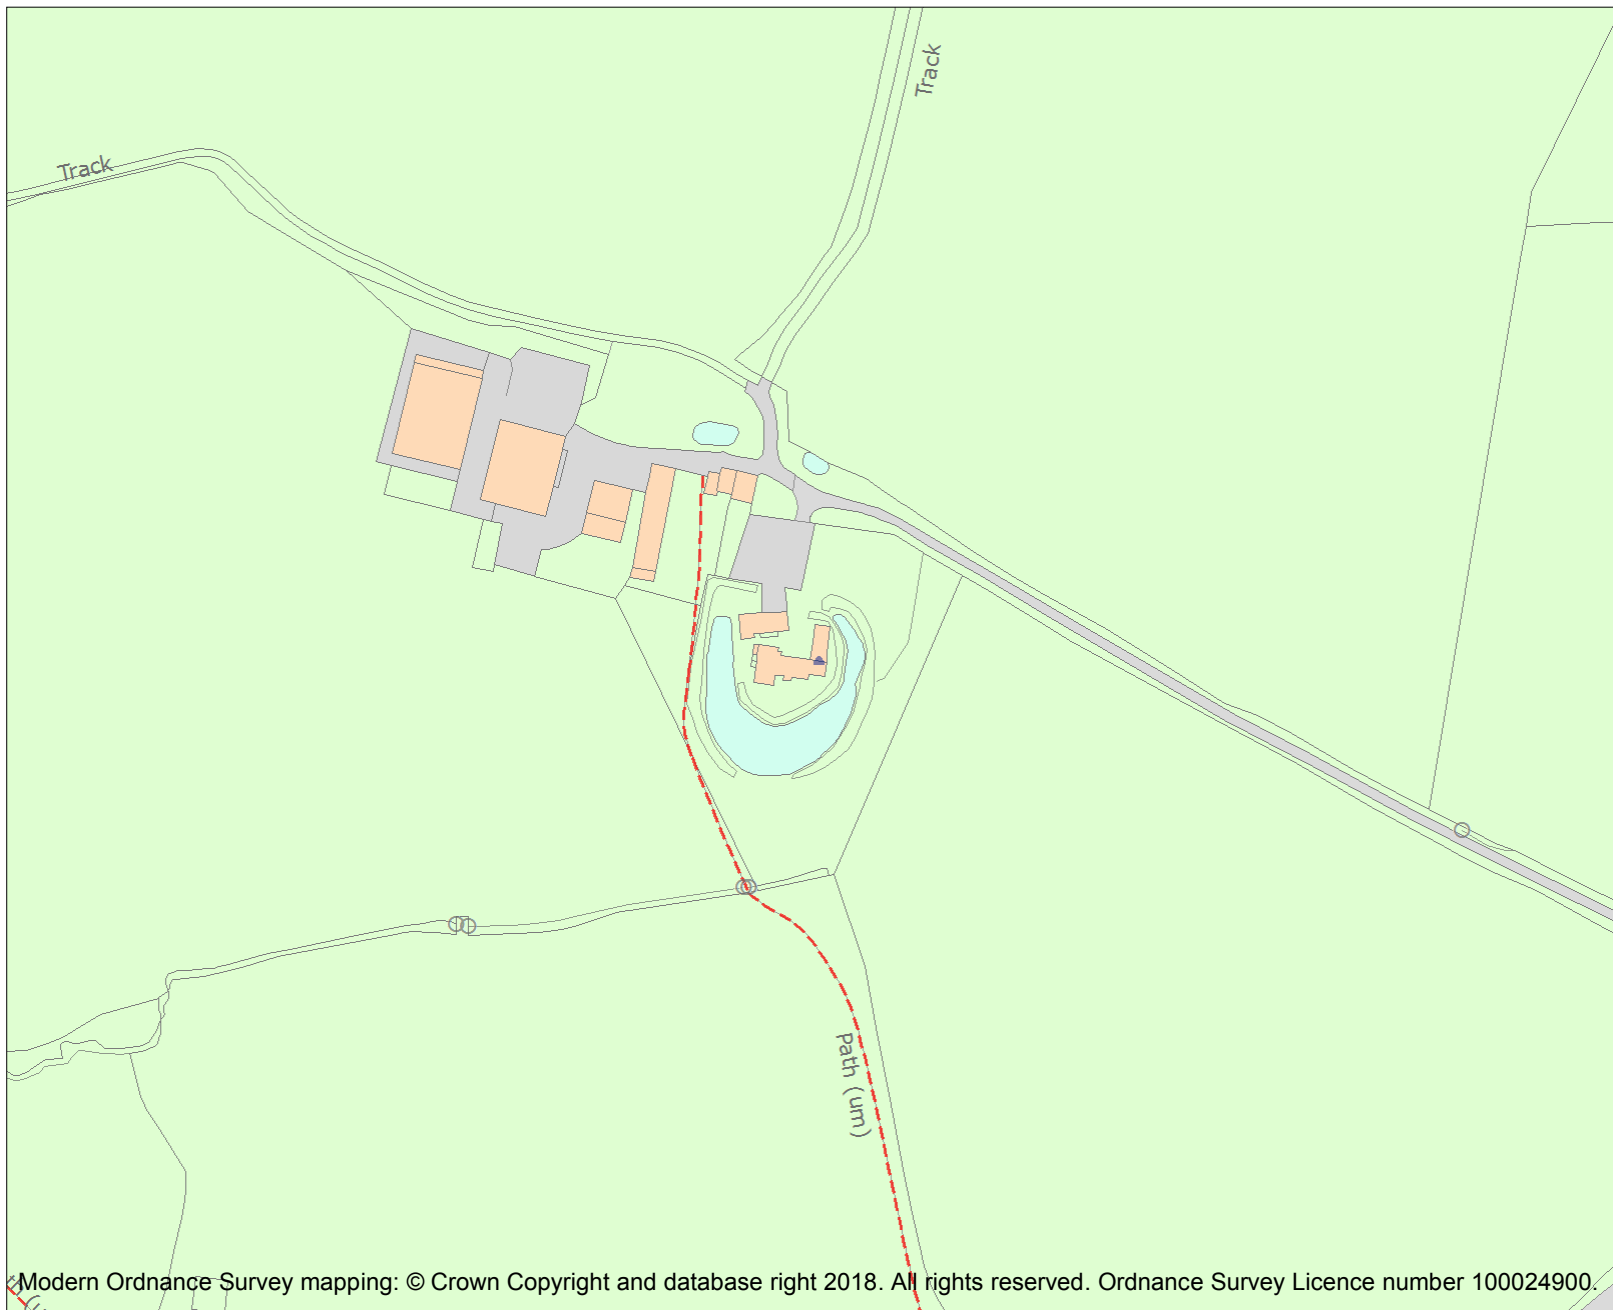 Track
Track
Path (um)
Modern Ordnance Survey mapping: © Crown Copyright and database right 2018. All rights reserved. Ordnance Survey Licence number 100024900.